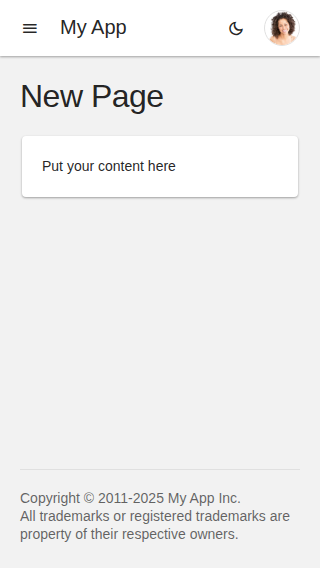 My App
New Page
Put your content here
Copyright © 2011-2025 My App Inc.
All trademarks or registered trademarks are
property of their respective owners.